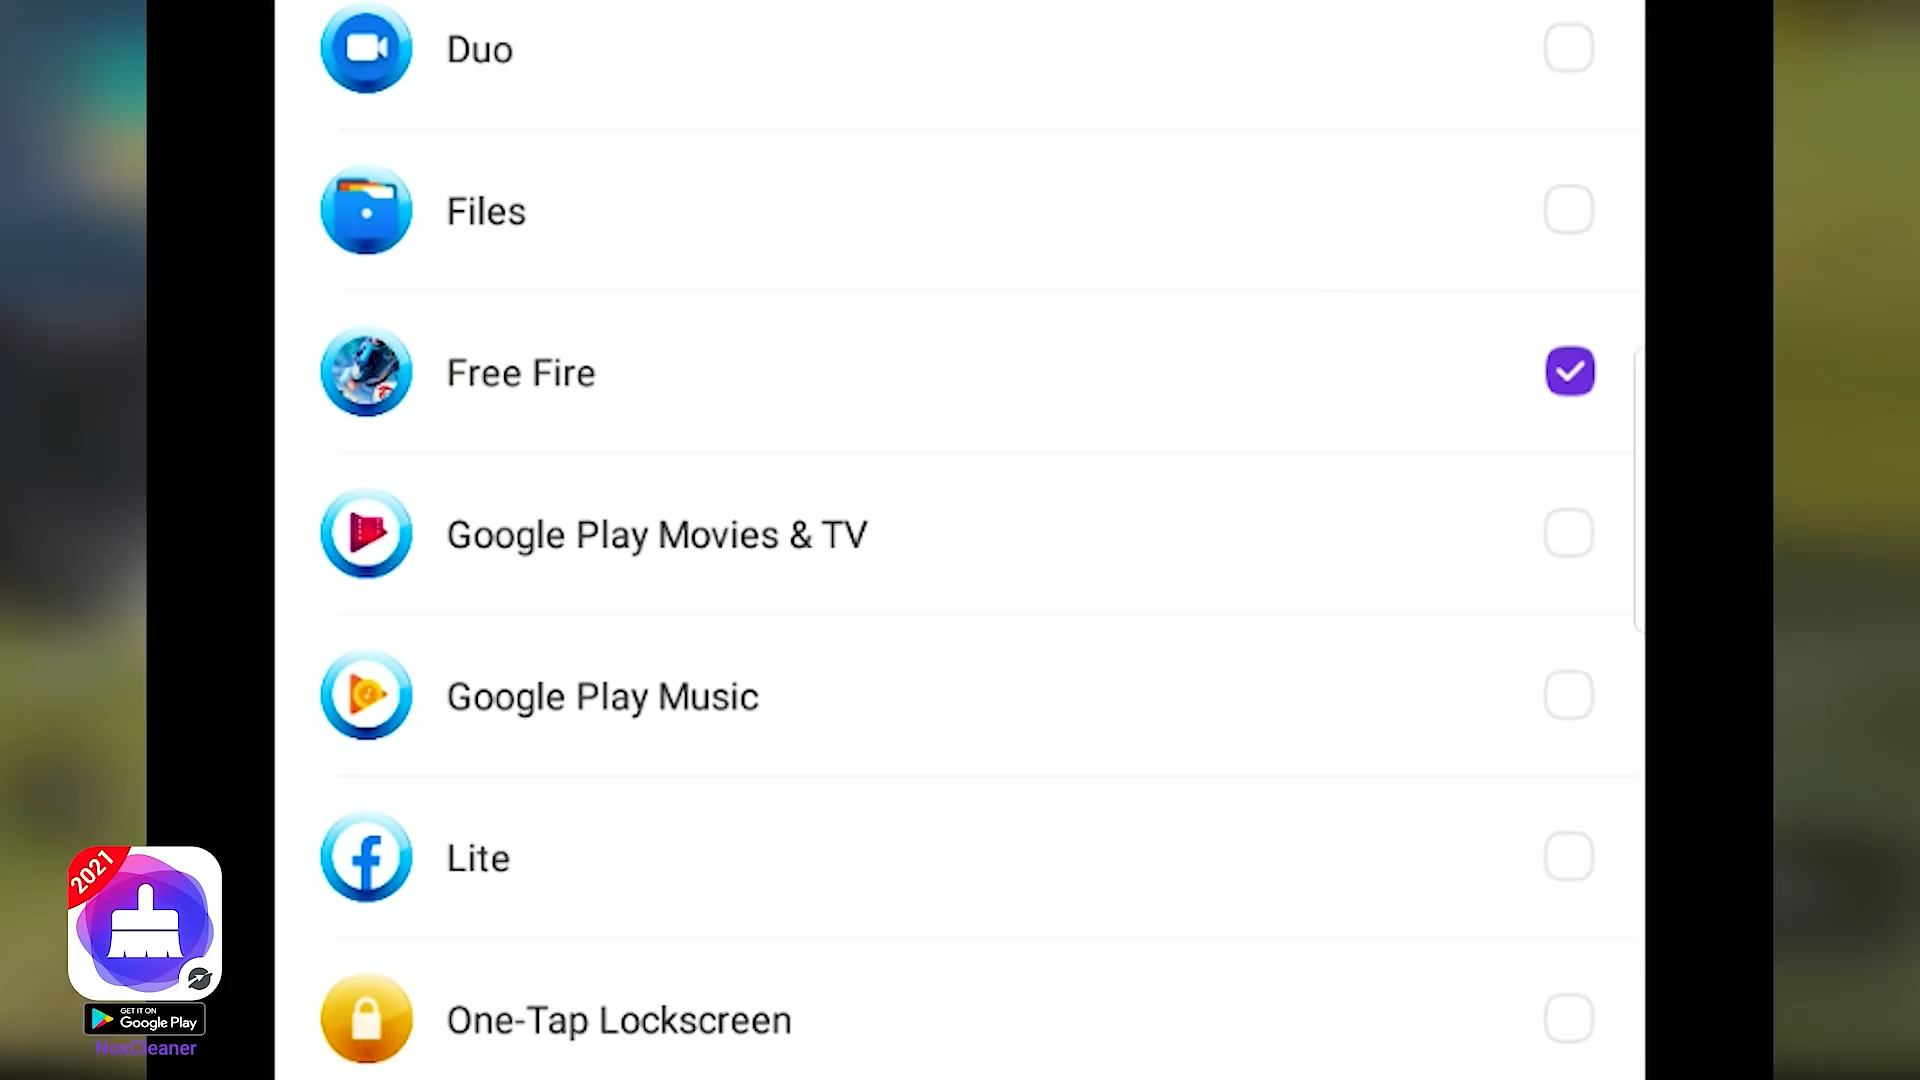 Duo
Files
Free Fire
Google Play Movies & TV
Google Play Music
Lite
One-Tap Lockscreen
2021
GET IT ON
Google Play
NoxCleaner